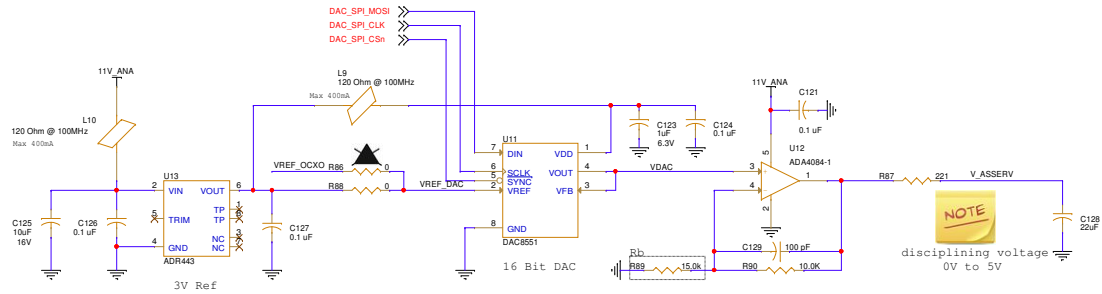 DAC_SPI_MOSI
DAC_SPI_CLK
DAC_SPI_CSn
11V_ANA
L10
120 Ohm @ 100MHz
Max 400mA
L9
120 Ohm @ 100MHz
Max 400mA
11V_ANA
C121
0.1 uF
C123
1uF
6.3V
C124
0.1 uF
U13
2
VIN
VOUT
6
5
TRIM
TP
1
TP
8
NC
3
NC
7
4
GND
ADR443
3V Ref
C125
10uF
16V
C126
0.1 uF
C127
0.1 uF
VREF_OCXO
R86
0
R88
0
VREF_DAC
U11
7
DIN
VDD
1
6
SCLK
VOUT
4
5
SYNC
2
VREF
VFB
3
8
GND
DAC8551
16 Bit DAC
VDAC
U12
ADA4084-1
5
3
4
1
2
R87
221
V_ASSERV
C128
22uF
NOTE
disciplining voltage
0V to 5V
C129
100 pF
Rb
R89
15.0k
R90
10.0K